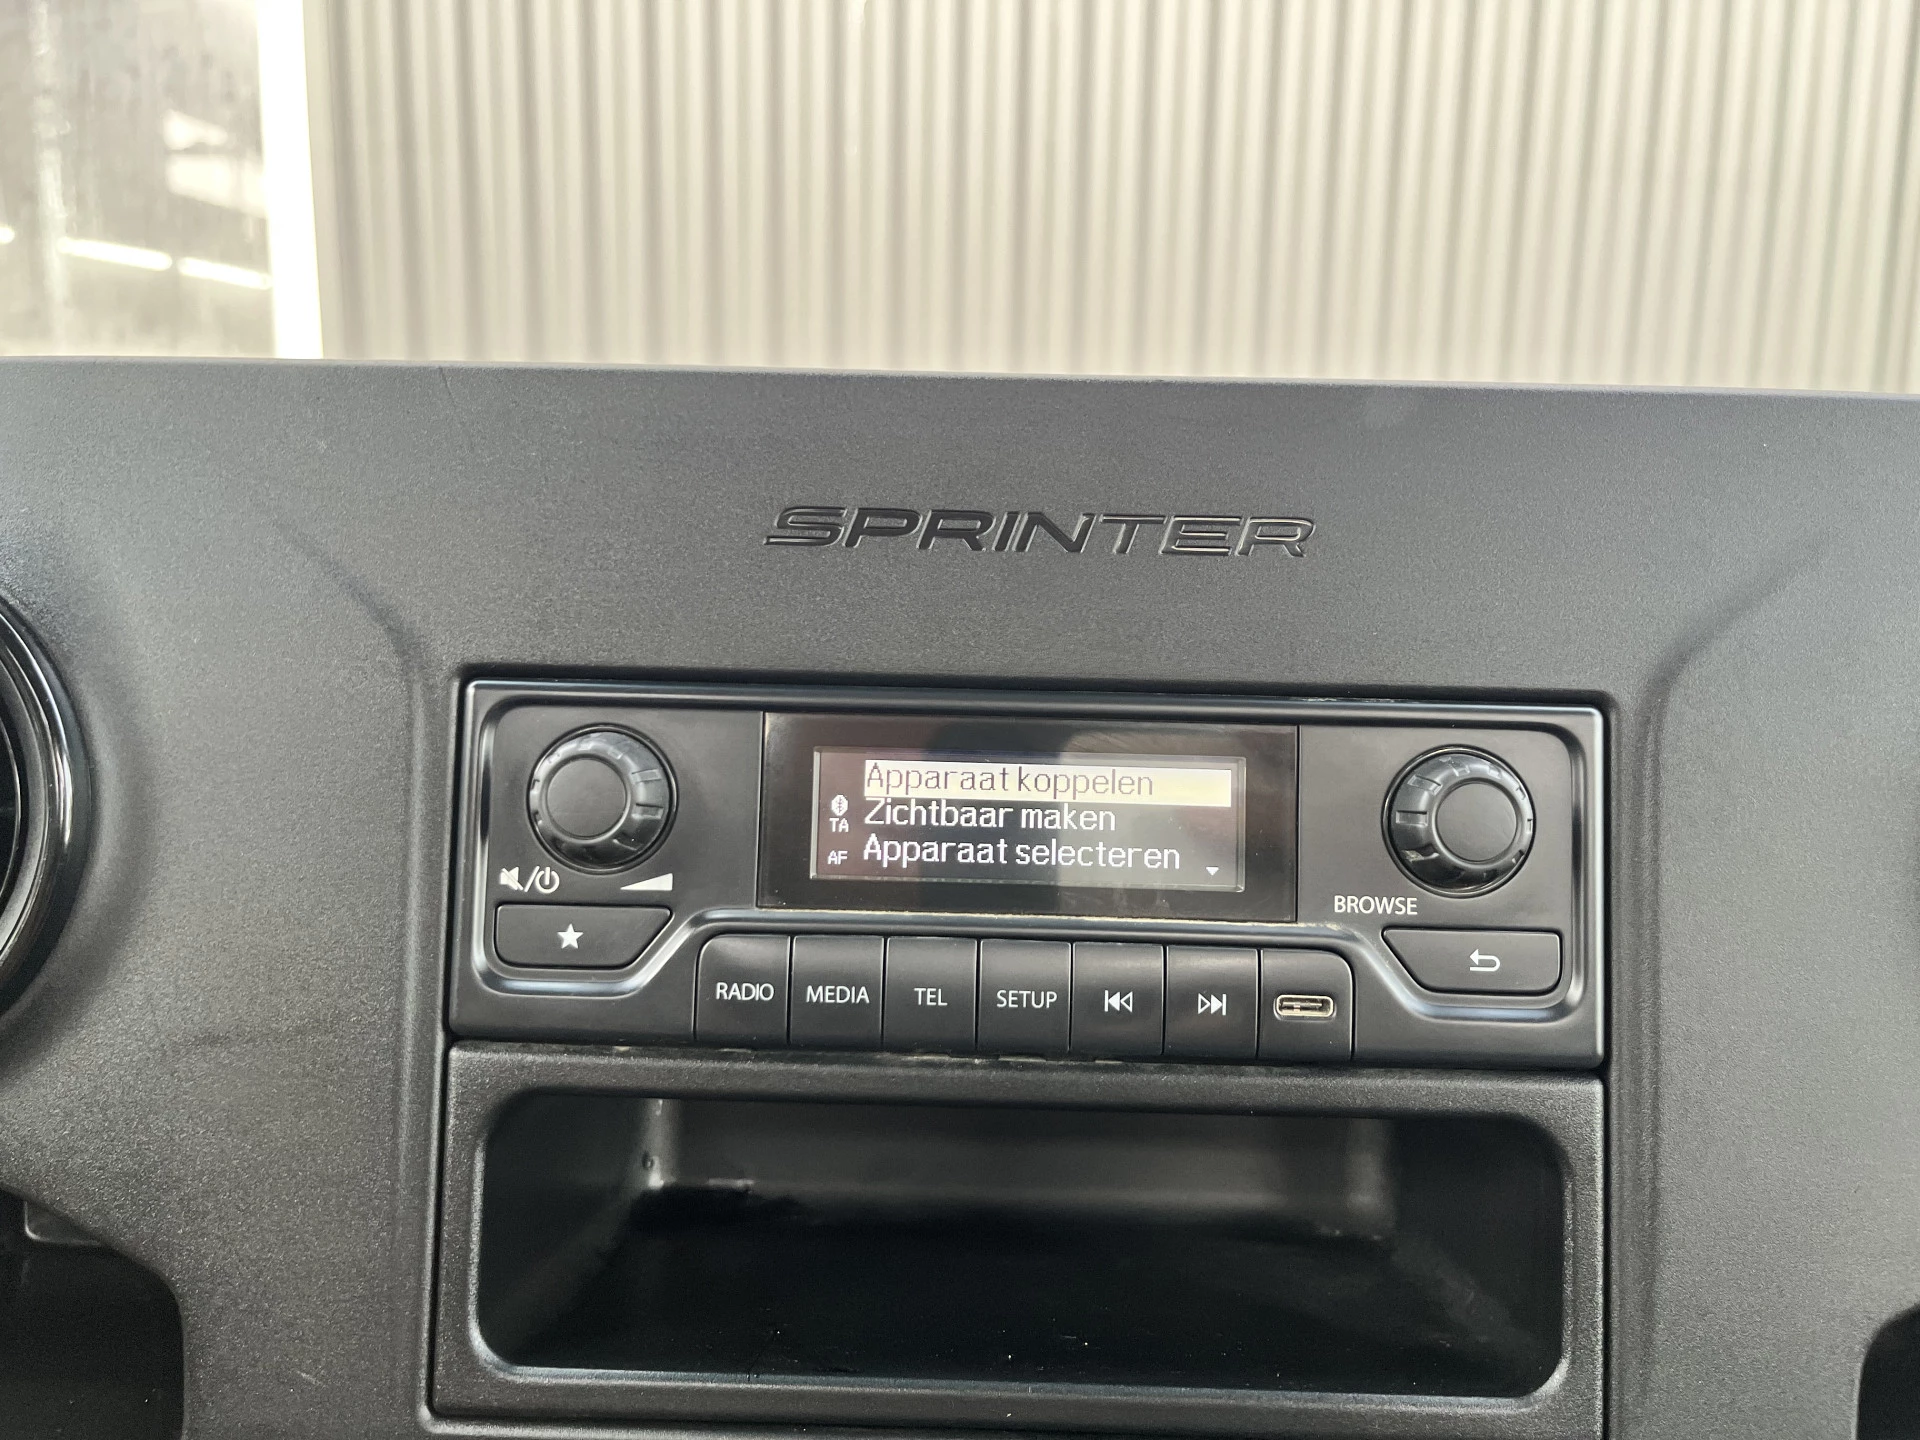 SPRINTER
Apparaat koppelen
TA Zichtbaar maken
AF Apparaat selecteren
BROWSE
RADIO MEDIA TEL SETUP